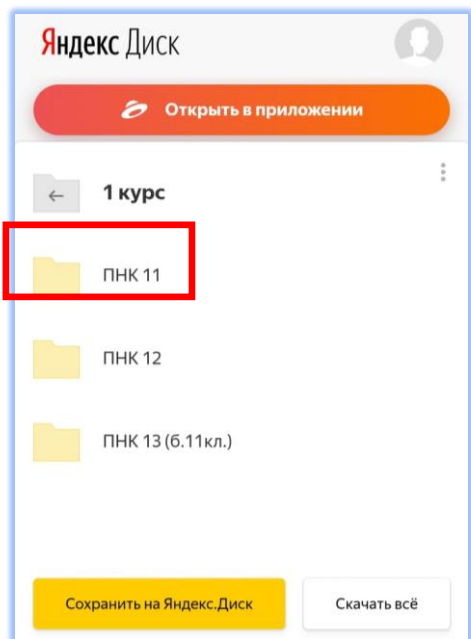 Яндекс Диск
Открыть в приложении
1 курс
ПНК 11
ПНК 12
ПНК 13 (б.11кл.)
Сохранить на Яндекс.Диск
Скачать всё